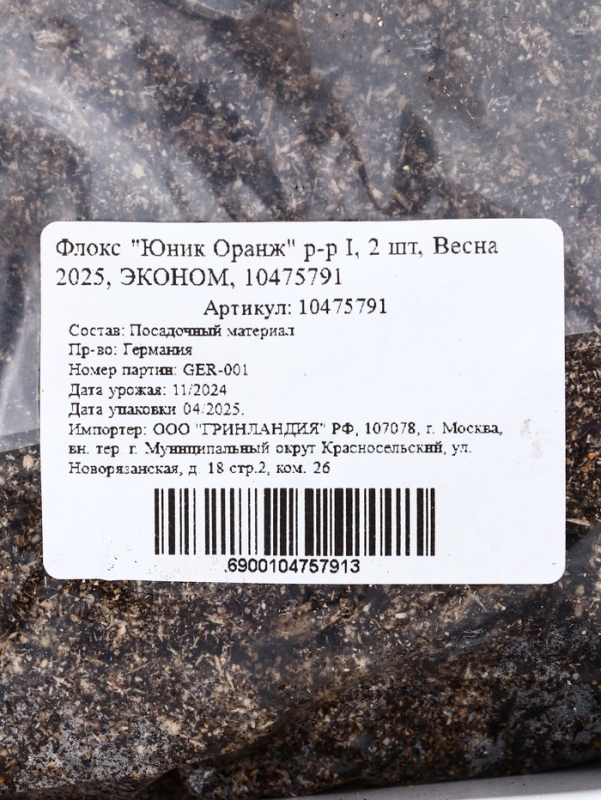 Флокс "Юник Оранж" р-р I, 2 шт, Весна
2025, ЭКОНОМ, 10475791
Артикул: 10475791
Состав: Посадочный материал
Пр-во: Германия
Номер партии: GER-001
Дата урожая: 11/2024
Дата упаковки 04/2025.
Импортер: ООО "ГРИНЛАНДИЯ" РФ, 107078, г. Москва,
вн. тер. г. Муниципальный округ Красносельский, ул.
Новорязанская, д. 18 стр.2, ком. 26
6900104757913